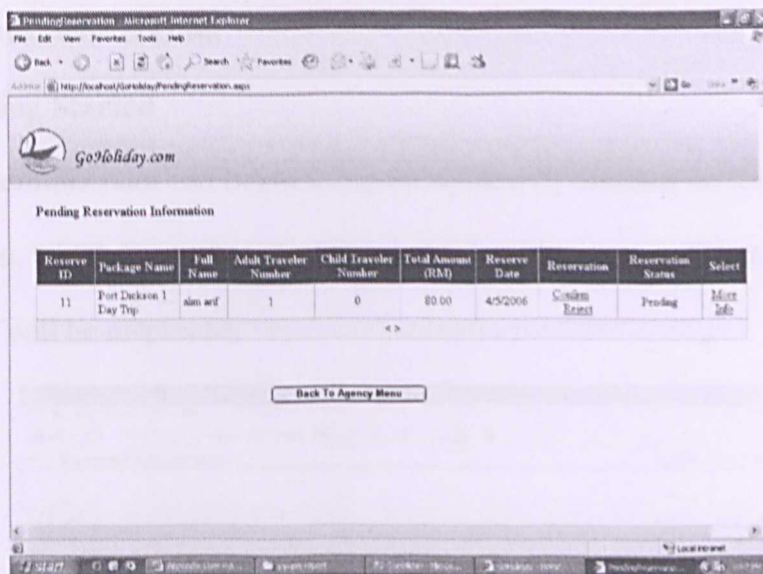 PendingReservation - Microsoft Internet Explorer
File Edit View Favorites Tools Help
Back Search Favorites
Address http://localhost/GoHoliday/PendingReservation.aspx Go
GoHoliday.com
Pending Reservation Information
Reserve ID Package Name Full Name Adult Traveler Number Child Traveler Number Total Amount (RM) Reserve Date Reservation Reservation Status Select
11 Port Dickson 1 Day Trip arif 1 0 80.00 4/5/2006 Confirm Reject Pending More Info
< >
Back To Agency Menu
Local intranet
start